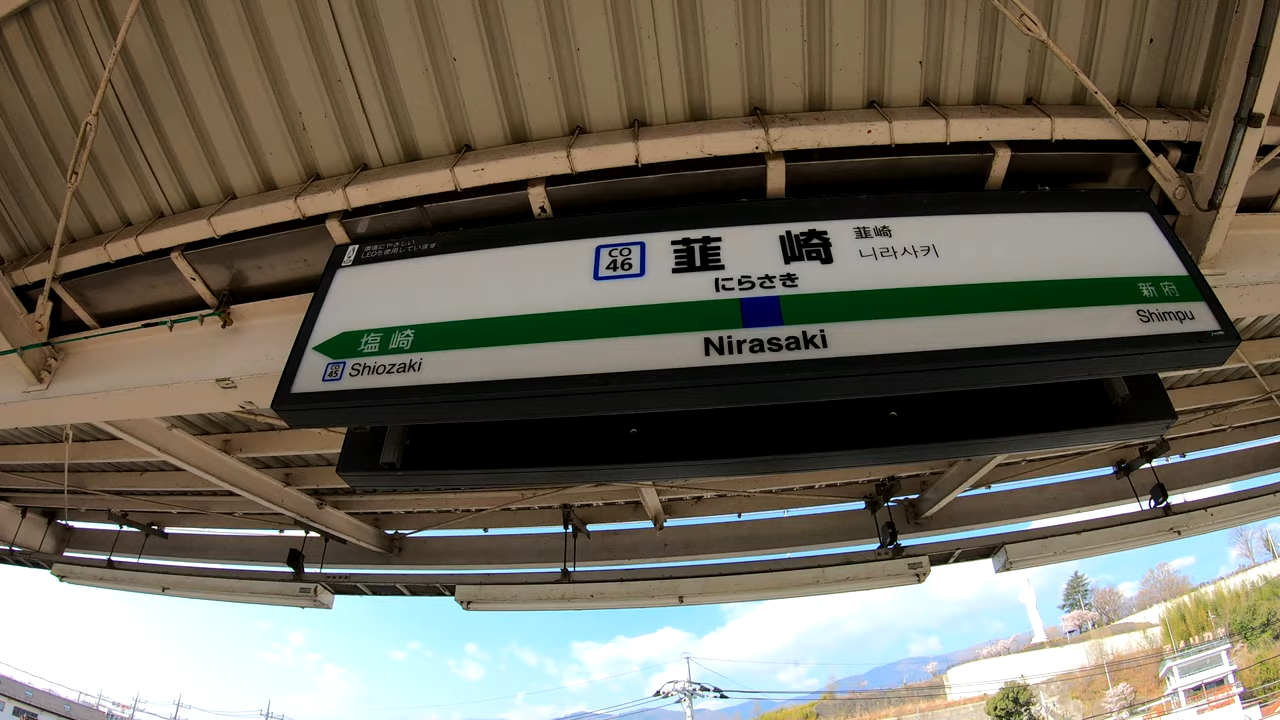 環境にやさしい
LEDを使用しています
CO
46
韮崎
韮崎
니라사키
にらさき
塩崎
新府
Nirasaki
Shimpu
CO
45
Shiozaki